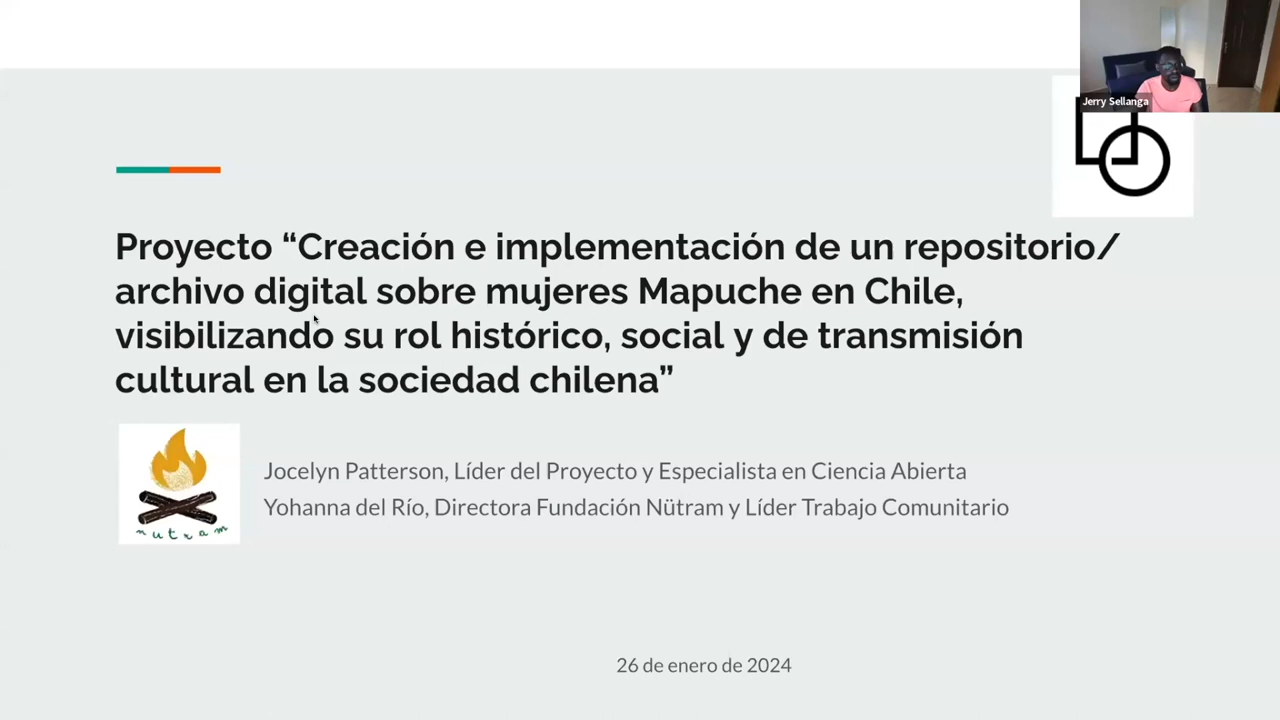 Jerry Sellanga
Proyecto “Creación e implementación de un repositorio/
archivo digital sobre mujeres Mapuche en Chile,
visibilizando su rol histórico, social y de transmisión
cultural en la sociedad chilena”
nutram
Jocelyn Patterson, Líder del Proyecto y Especialista en Ciencia Abierta
Yohanna del Río, Directora Fundación Nütram y Líder Trabajo Comunitario
26 de enero de 2024